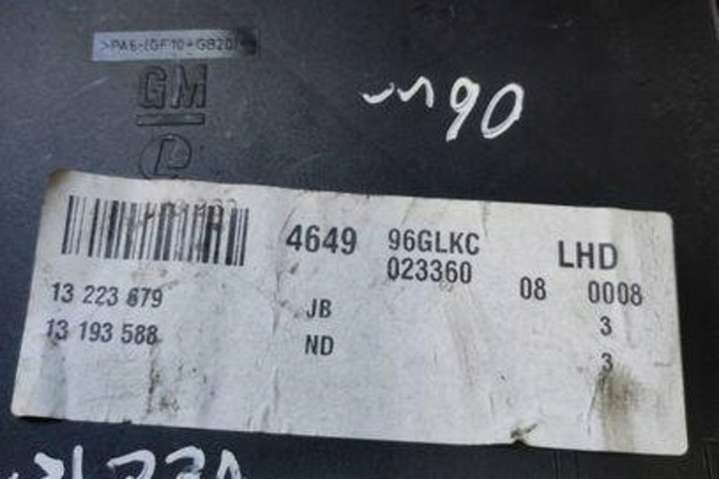 >PA6-(GF10+GB20)<
GM
4649 96GLKC LHD
023360 08 0008
13 223 679 JB 3
13 193 588 ND 3